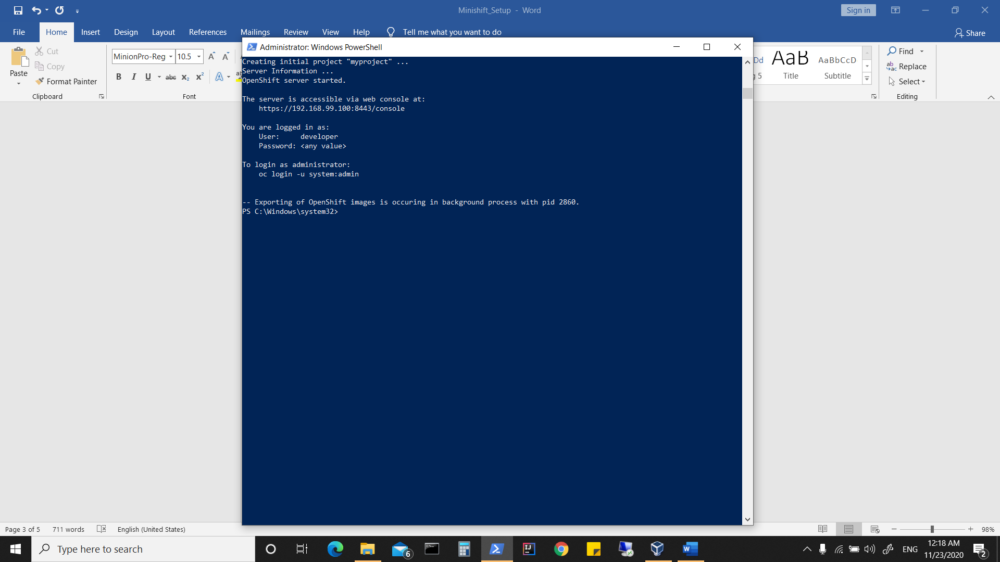 Minishift_Setup - Word
Sign in
File Home Insert Design Layout References Mailings Review View Help Tell me what you want to do
Share
Paste
Cut
Copy
Format Painter
Clipboard
MinionPro-Reg 10.5
B I U abc X₂ X²
Font
Administrator: Windows PowerShell
Creating initial project "myproject" ...
Server Information ...
OpenShift server started.
The server is accessible via web console at:
https://192.168.99.100:8443/console
You are logged in as:
User: developer
Password: <any value>
To login as administrator:
oc login -u system:admin
-- Exporting of OpenShift images is occuring in background process with pid 2860.
PS C:\Windows\system32>
AaB AaBbCcD
Title Subtitle
Find
Replace
Select
Editing
Page 3 of 5 711 words English (United States)
98%
Type here to search
6
ENG
12:18 AM
11/23/2020
2